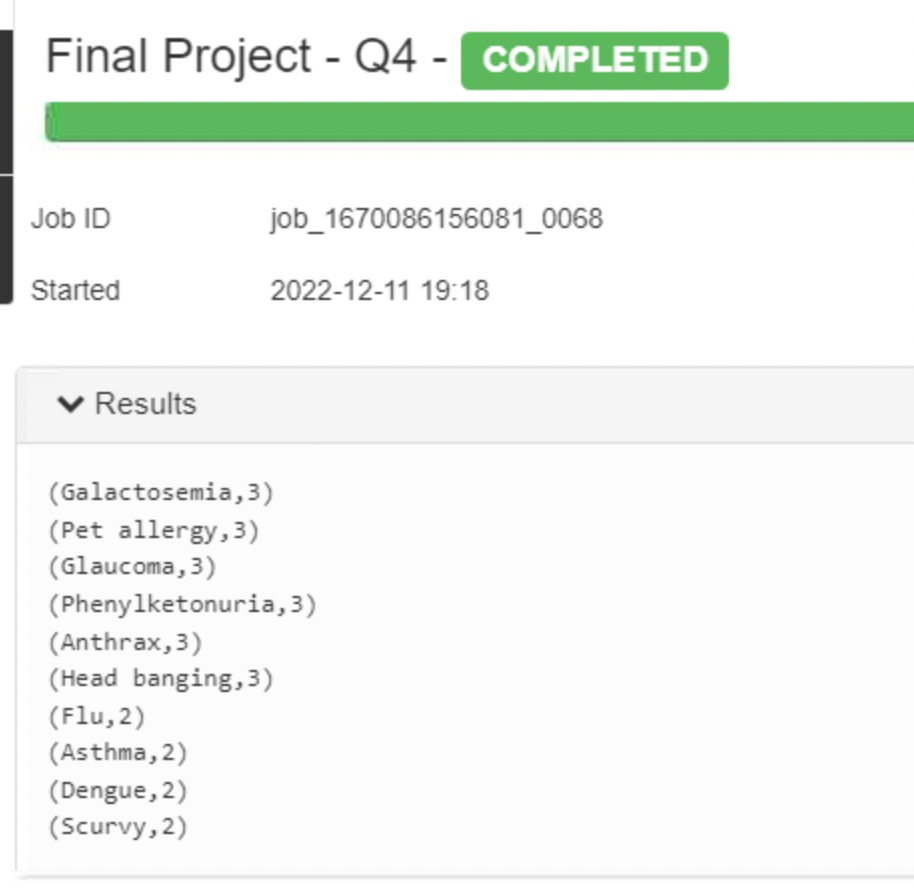 Final Project - Q4 - COMPLETED
Job ID job_1670086156081_0068
Started 2022-12-11 19:18
Results
(Galactosemia,3)
(Pet allergy,3)
(Glaucoma,3)
(Phenylketonuria,3)
(Anthrax,3)
(Head banging,3)
(Flu,2)
(Asthma,2)
(Dengue,2)
(Scurvy,2)